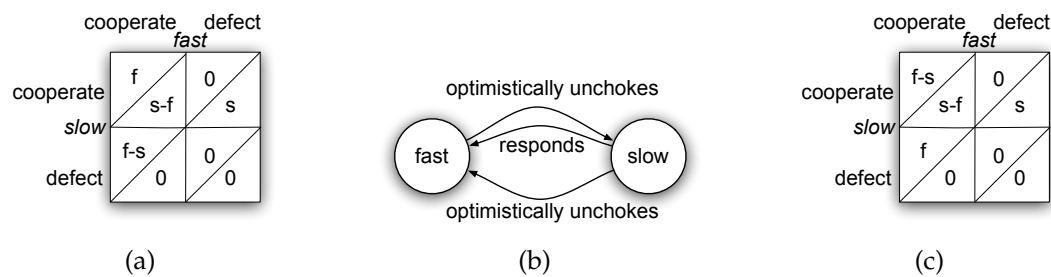 cooperate defect
fast
f
0
cooperate
s-f
s
slow
f-s
0
defect
0
0
(a)
optimistically unchokes
fast
responds
slow
optimistically unchokes
(b)
cooperate defect
fast
f-s
0
cooperate
s-f
s
slow
f
0
defect
0
0
(c)